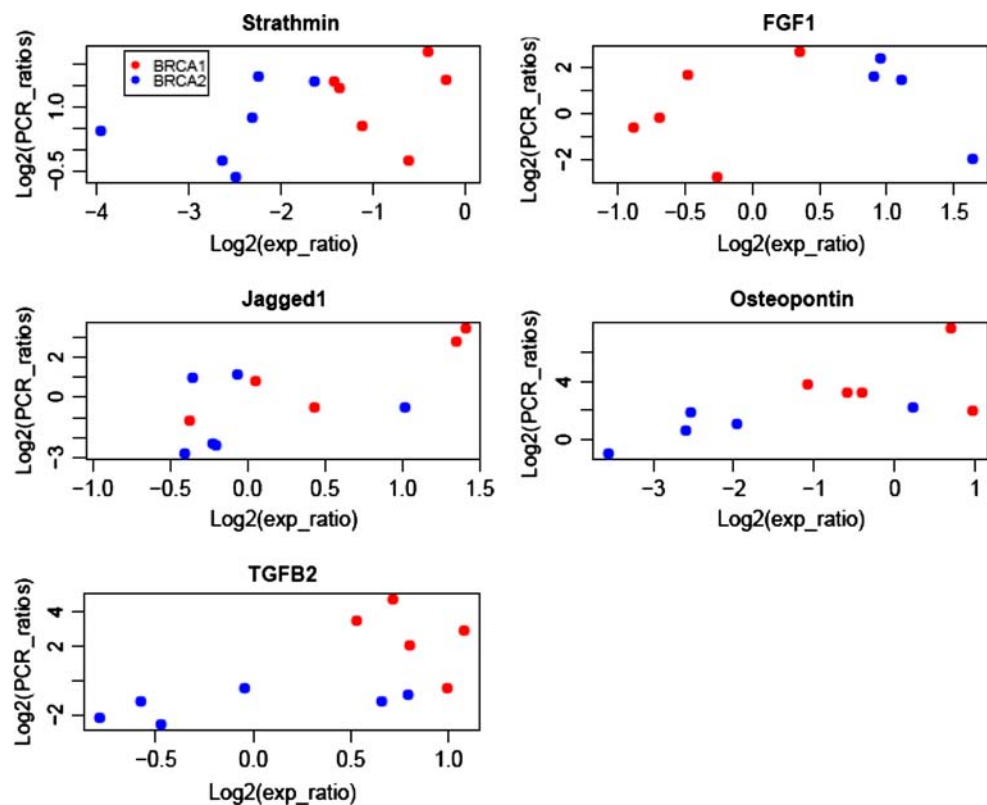 Strathmin
Log2(PCR_ratios)
1.0
−0.5
BRCA1
BRCA2
−4 −3 −2 −1 0
Log2(exp_ratio)
FGF1
Log2(PCR_ratios)
2
0
−2
−1.0 −0.5 0.0 0.5 1.0 1.5
Log2(exp_ratio)
Jagged1
Log2(PCR_ratios)
2
0
−3
−1.0 −0.5 0.0 0.5 1.0 1.5
Log2(exp_ratio)
Osteopontin
Log2(PCR_ratios)
4
0
−3 −2 −1 0 1
Log2(exp_ratio)
TGFB2
Log2(PCR_ratios)
4
2
−2
−0.5 0.0 0.5 1.0
Log2(exp_ratio)